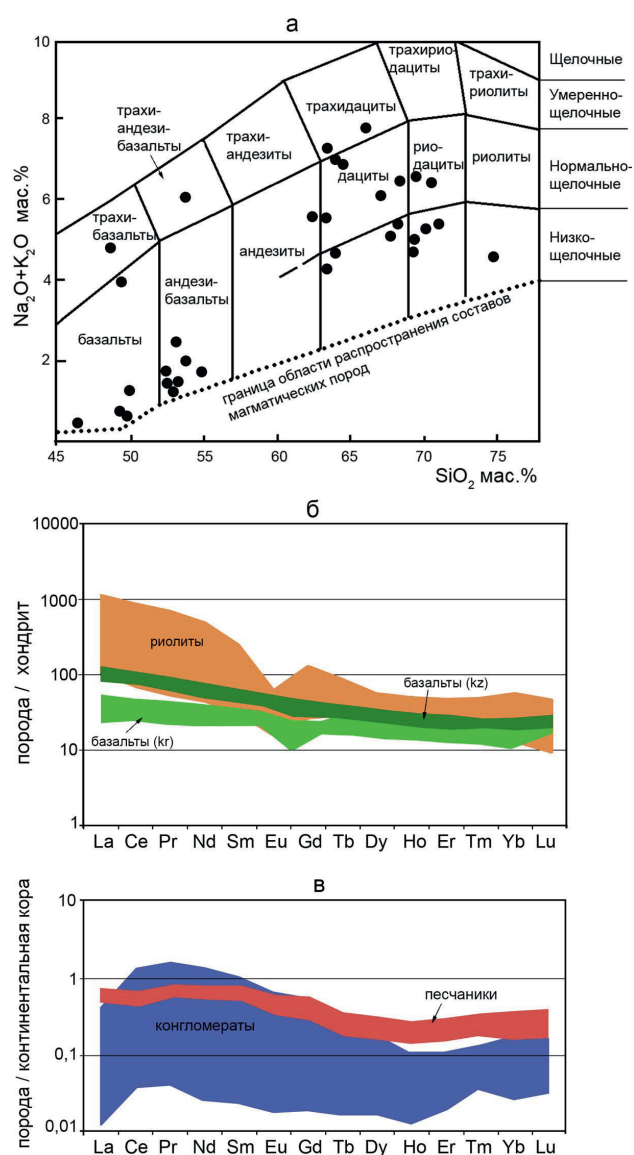 а
10
8
6
4
2
Na₂O+K₂O мас.%
45
50
55
60
65
70
75
SiO₂ мас.%
трахи-
андези-
базальты
трахи-
базальты
базальты
андези-
базальты
трахи-
андезиты
андезиты
трахидациты
дациты
трахирио-
дациты
рио-
дациты
трахи-
риолиты
риолиты
Щелочные
Умеренно-
щелочные
Нормально-
щелочные
Низко-
щелочные
граница области распространения составов
магматических пород
б
порода / хондрит
10000
1000
100
10
1
риолиты
базальты (kz)
базальты (kr)
La Ce Pr Nd Sm Eu Gd Tb Dy Ho Er Tm Yb Lu
в
порода / континентальная кора
10
1
0,1
0,01
песчаники
конгломераты
La Ce Pr Nd Sm Eu Gd Tb Dy Ho Er Tm Yb Lu